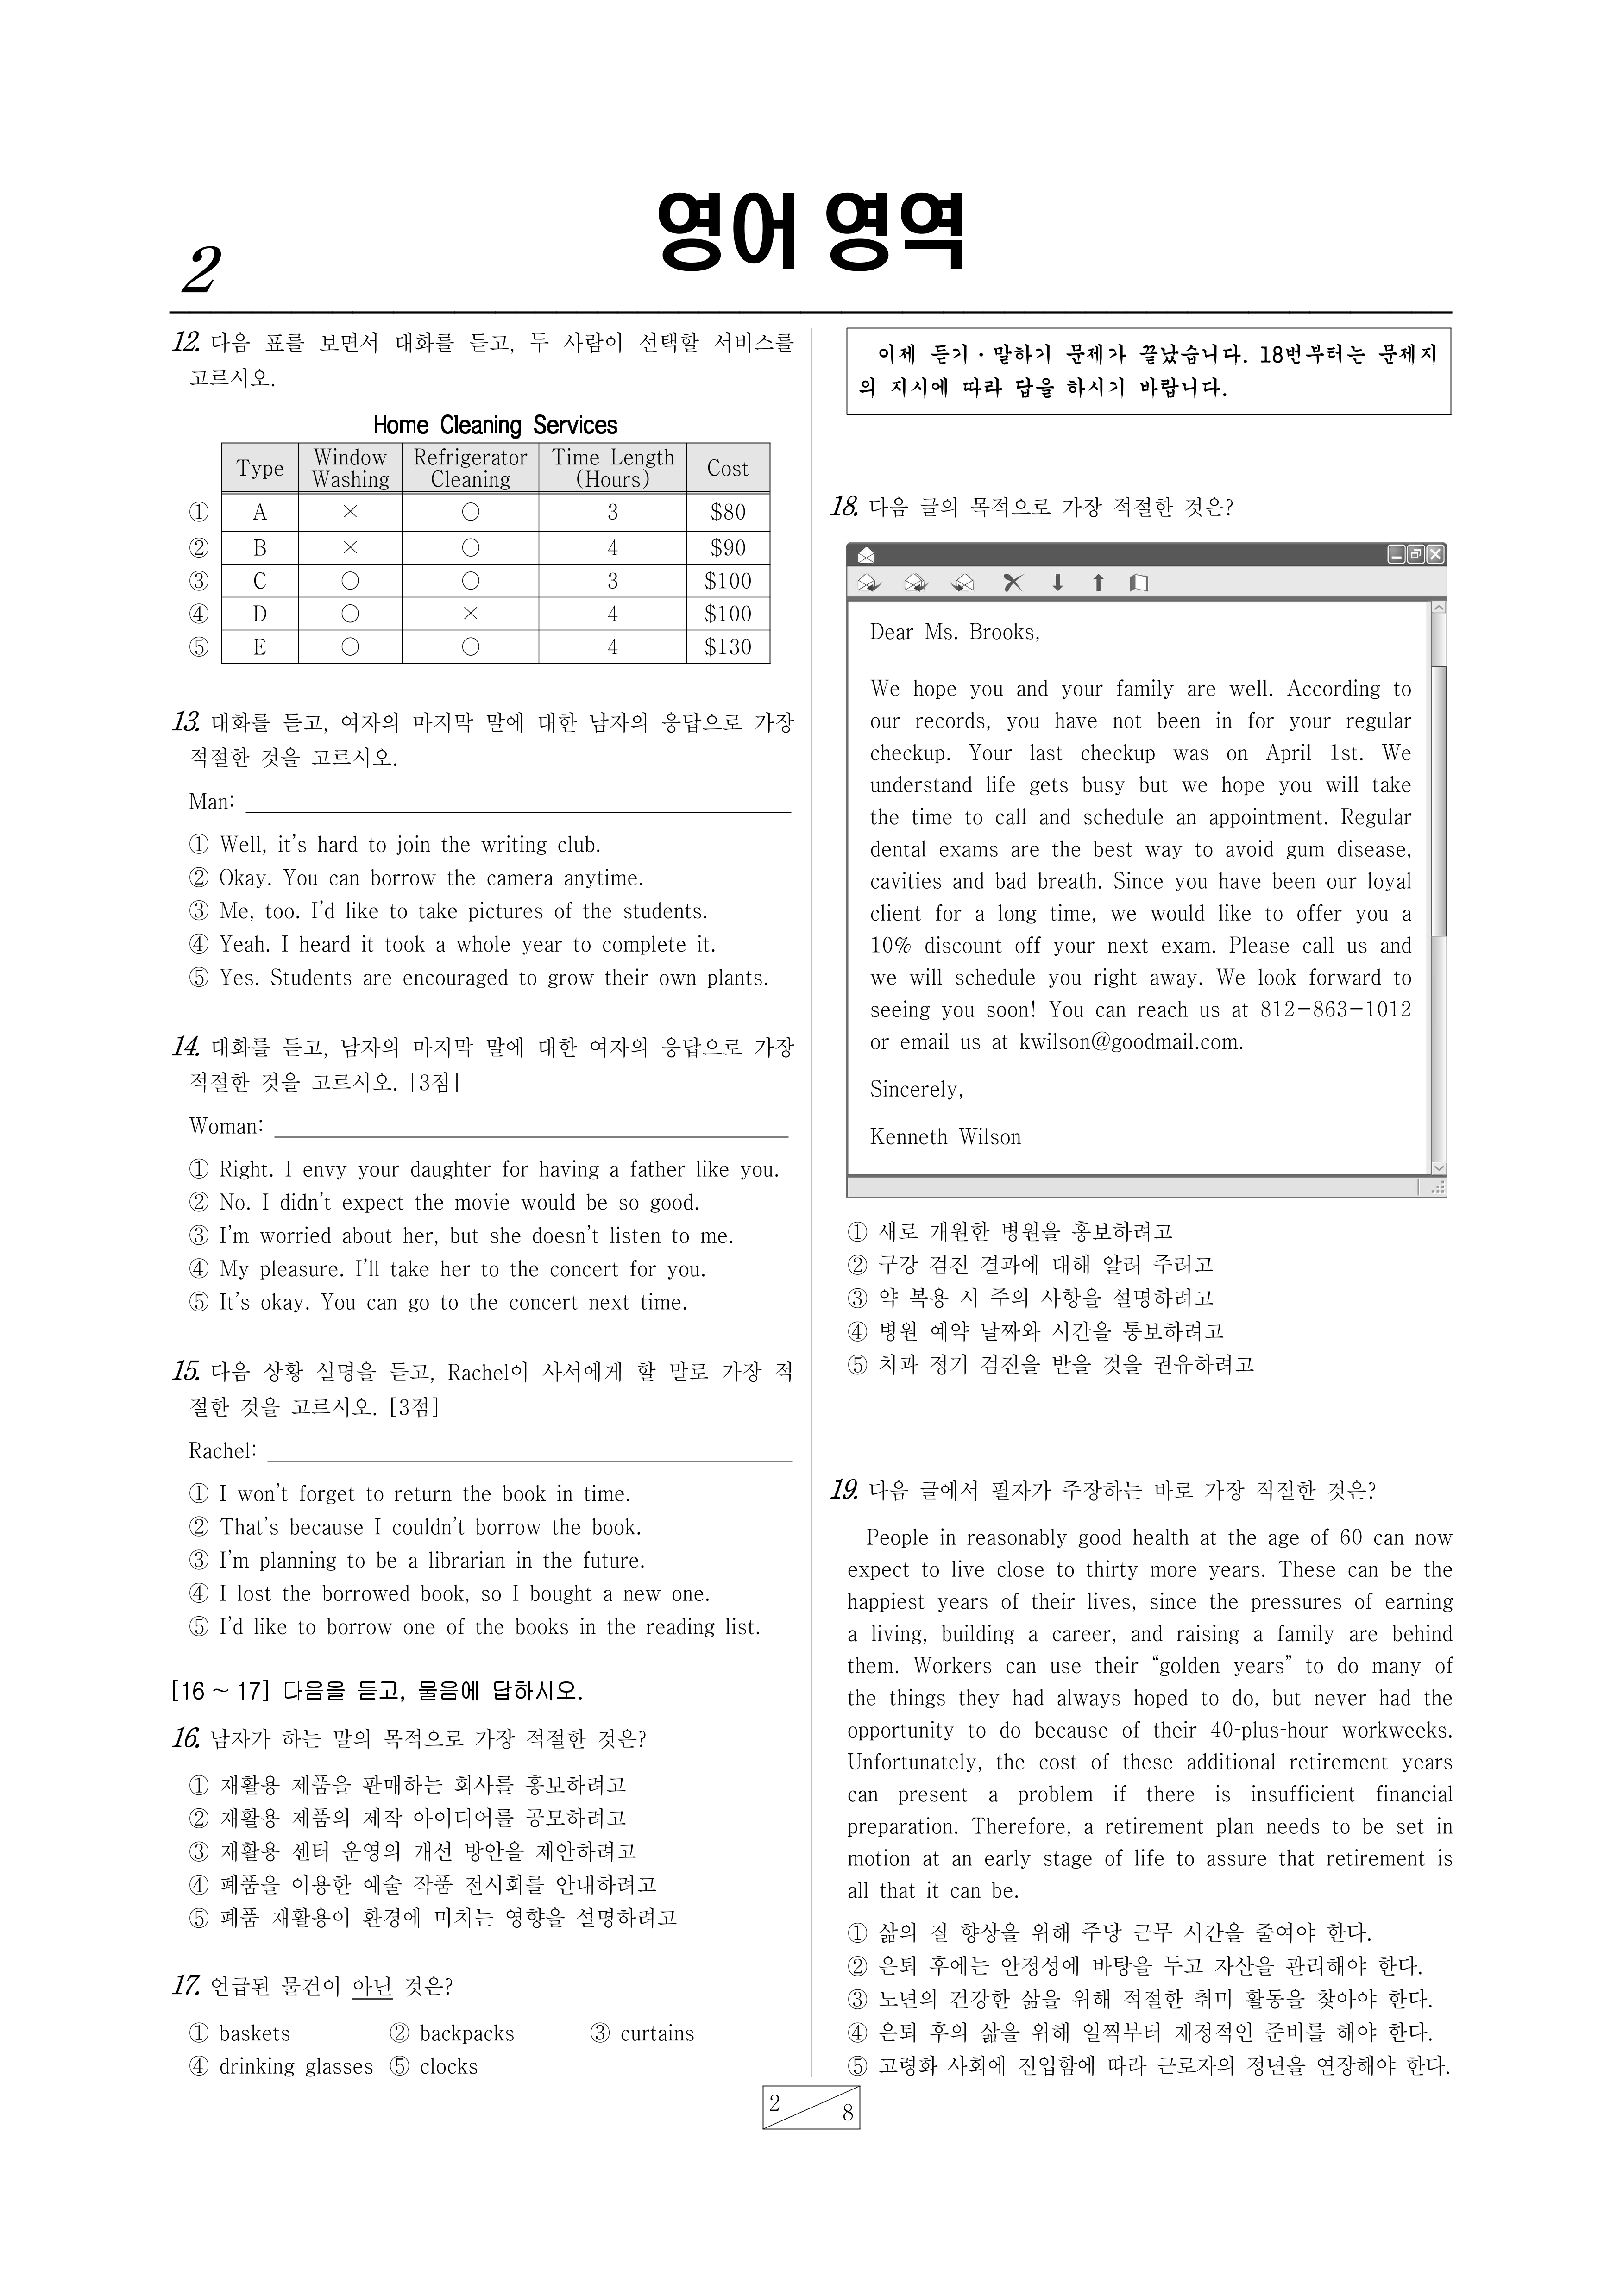 영어 영역
2
12. 다음 표를 보면서 대화를 듣고, 두 사람이 선택할 서비스를
고르시오.
Home Cleaning Services
Type Window Washing Refrigerator Cleaning Time Length (Hours) Cost
① A × ○ 3 $80
② B × ○ 4 $90
③ C ○ ○ 3 $100
④ D ○ × 4 $100
⑤ E ○ ○ 4 $130
13. 대화를 듣고, 여자의 마지막 말에 대한 남자의 응답으로 가장
적절한 것을 고르시오.
Man:
① Well, it's hard to join the writing club.
② Okay. You can borrow the camera anytime.
③ Me, too. I'd like to take pictures of the students.
④ Yeah. I heard it took a whole year to complete it.
⑤ Yes. Students are encouraged to grow their own plants.
14. 대화를 듣고, 남자의 마지막 말에 대한 여자의 응답으로 가장
적절한 것을 고르시오. [3점]
Woman:
① Right. I envy your daughter for having a father like you.
② No. I didn't expect the movie would be so good.
③ I'm worried about her, but she doesn't listen to me.
④ My pleasure. I'll take her to the concert for you.
⑤ It's okay. You can go to the concert next time.
15. 다음 상황 설명을 듣고, Rachel이 사서에게 할 말로 가장 적
절한 것을 고르시오. [3점]
Rachel:
① I won't forget to return the book in time.
② That's because I couldn't borrow the book.
③ I'm planning to be a librarian in the future.
④ I lost the borrowed book, so I bought a new one.
⑤ I'd like to borrow one of the books in the reading list.
[16 ~ 17] 다음을 듣고, 물음에 답하시오.
16. 남자가 하는 말의 목적으로 가장 적절한 것은?
① 재활용 제품을 판매하는 회사를 홍보하려고
② 재활용 제품의 제작 아이디어를 공모하려고
③ 재활용 센터 운영의 개선 방안을 제안하려고
④ 폐품을 이용한 예술 작품 전시회를 안내하려고
⑤ 폐품 재활용이 환경에 미치는 영향을 설명하려고
17. 언급된 물건이 아닌 것은?
① baskets ② backpacks ③ curtains
④ drinking glasses ⑤ clocks
이제 듣기·말하기 문제가 끝났습니다. 18번부터는 문제지
의 지시에 따라 답을 하시기 바랍니다.
18. 다음 글의 목적으로 가장 적절한 것은?
Dear Ms. Brooks,
We hope you and your family are well. According to
our records, you have not been in for your regular
checkup. Your last checkup was on April 1st. We
understand life gets busy but we hope you will take
the time to call and schedule an appointment. Regular
dental exams are the best way to avoid gum disease,
cavities and bad breath. Since you have been our loyal
client for a long time, we would like to offer you a
10% discount off your next exam. Please call us and
we will schedule you right away. We look forward to
seeing you soon! You can reach us at 812-863-1012
or email us at kwilson@goodmail.com.
Sincerely,
Kenneth Wilson
① 새로 개원한 병원을 홍보하려고
② 구강 검진 결과에 대해 알려 주려고
③ 약 복용 시 주의 사항을 설명하려고
④ 병원 예약 날짜와 시간을 통보하려고
⑤ 치과 정기 검진을 받을 것을 권유하려고
19. 다음 글에서 필자가 주장하는 바로 가장 적절한 것은?
People in reasonably good health at the age of 60 can now
expect to live close to thirty more years. These can be the
happiest years of their lives, since the pressures of earning
a living, building a career, and raising a family are behind
them. Workers can use their “golden years” to do many of
the things they had always hoped to do, but never had the
opportunity to do because of their 40-plus-hour workweeks.
Unfortunately, the cost of these additional retirement years
can present a problem if there is insufficient financial
preparation. Therefore, a retirement plan needs to be set in
motion at an early stage of life to assure that retirement is
all that it can be.
① 삶의 질 향상을 위해 주당 근무 시간을 줄여야 한다.
② 은퇴 후에는 안정성에 바탕을 두고 자산을 관리해야 한다.
③ 노년의 건강한 삶을 위해 적절한 취미 활동을 찾아야 한다.
④ 은퇴 후의 삶을 위해 일찍부터 재정적인 준비를 해야 한다.
⑤ 고령화 사회에 진입함에 따라 근로자의 정년을 연장해야 한다.
2 8